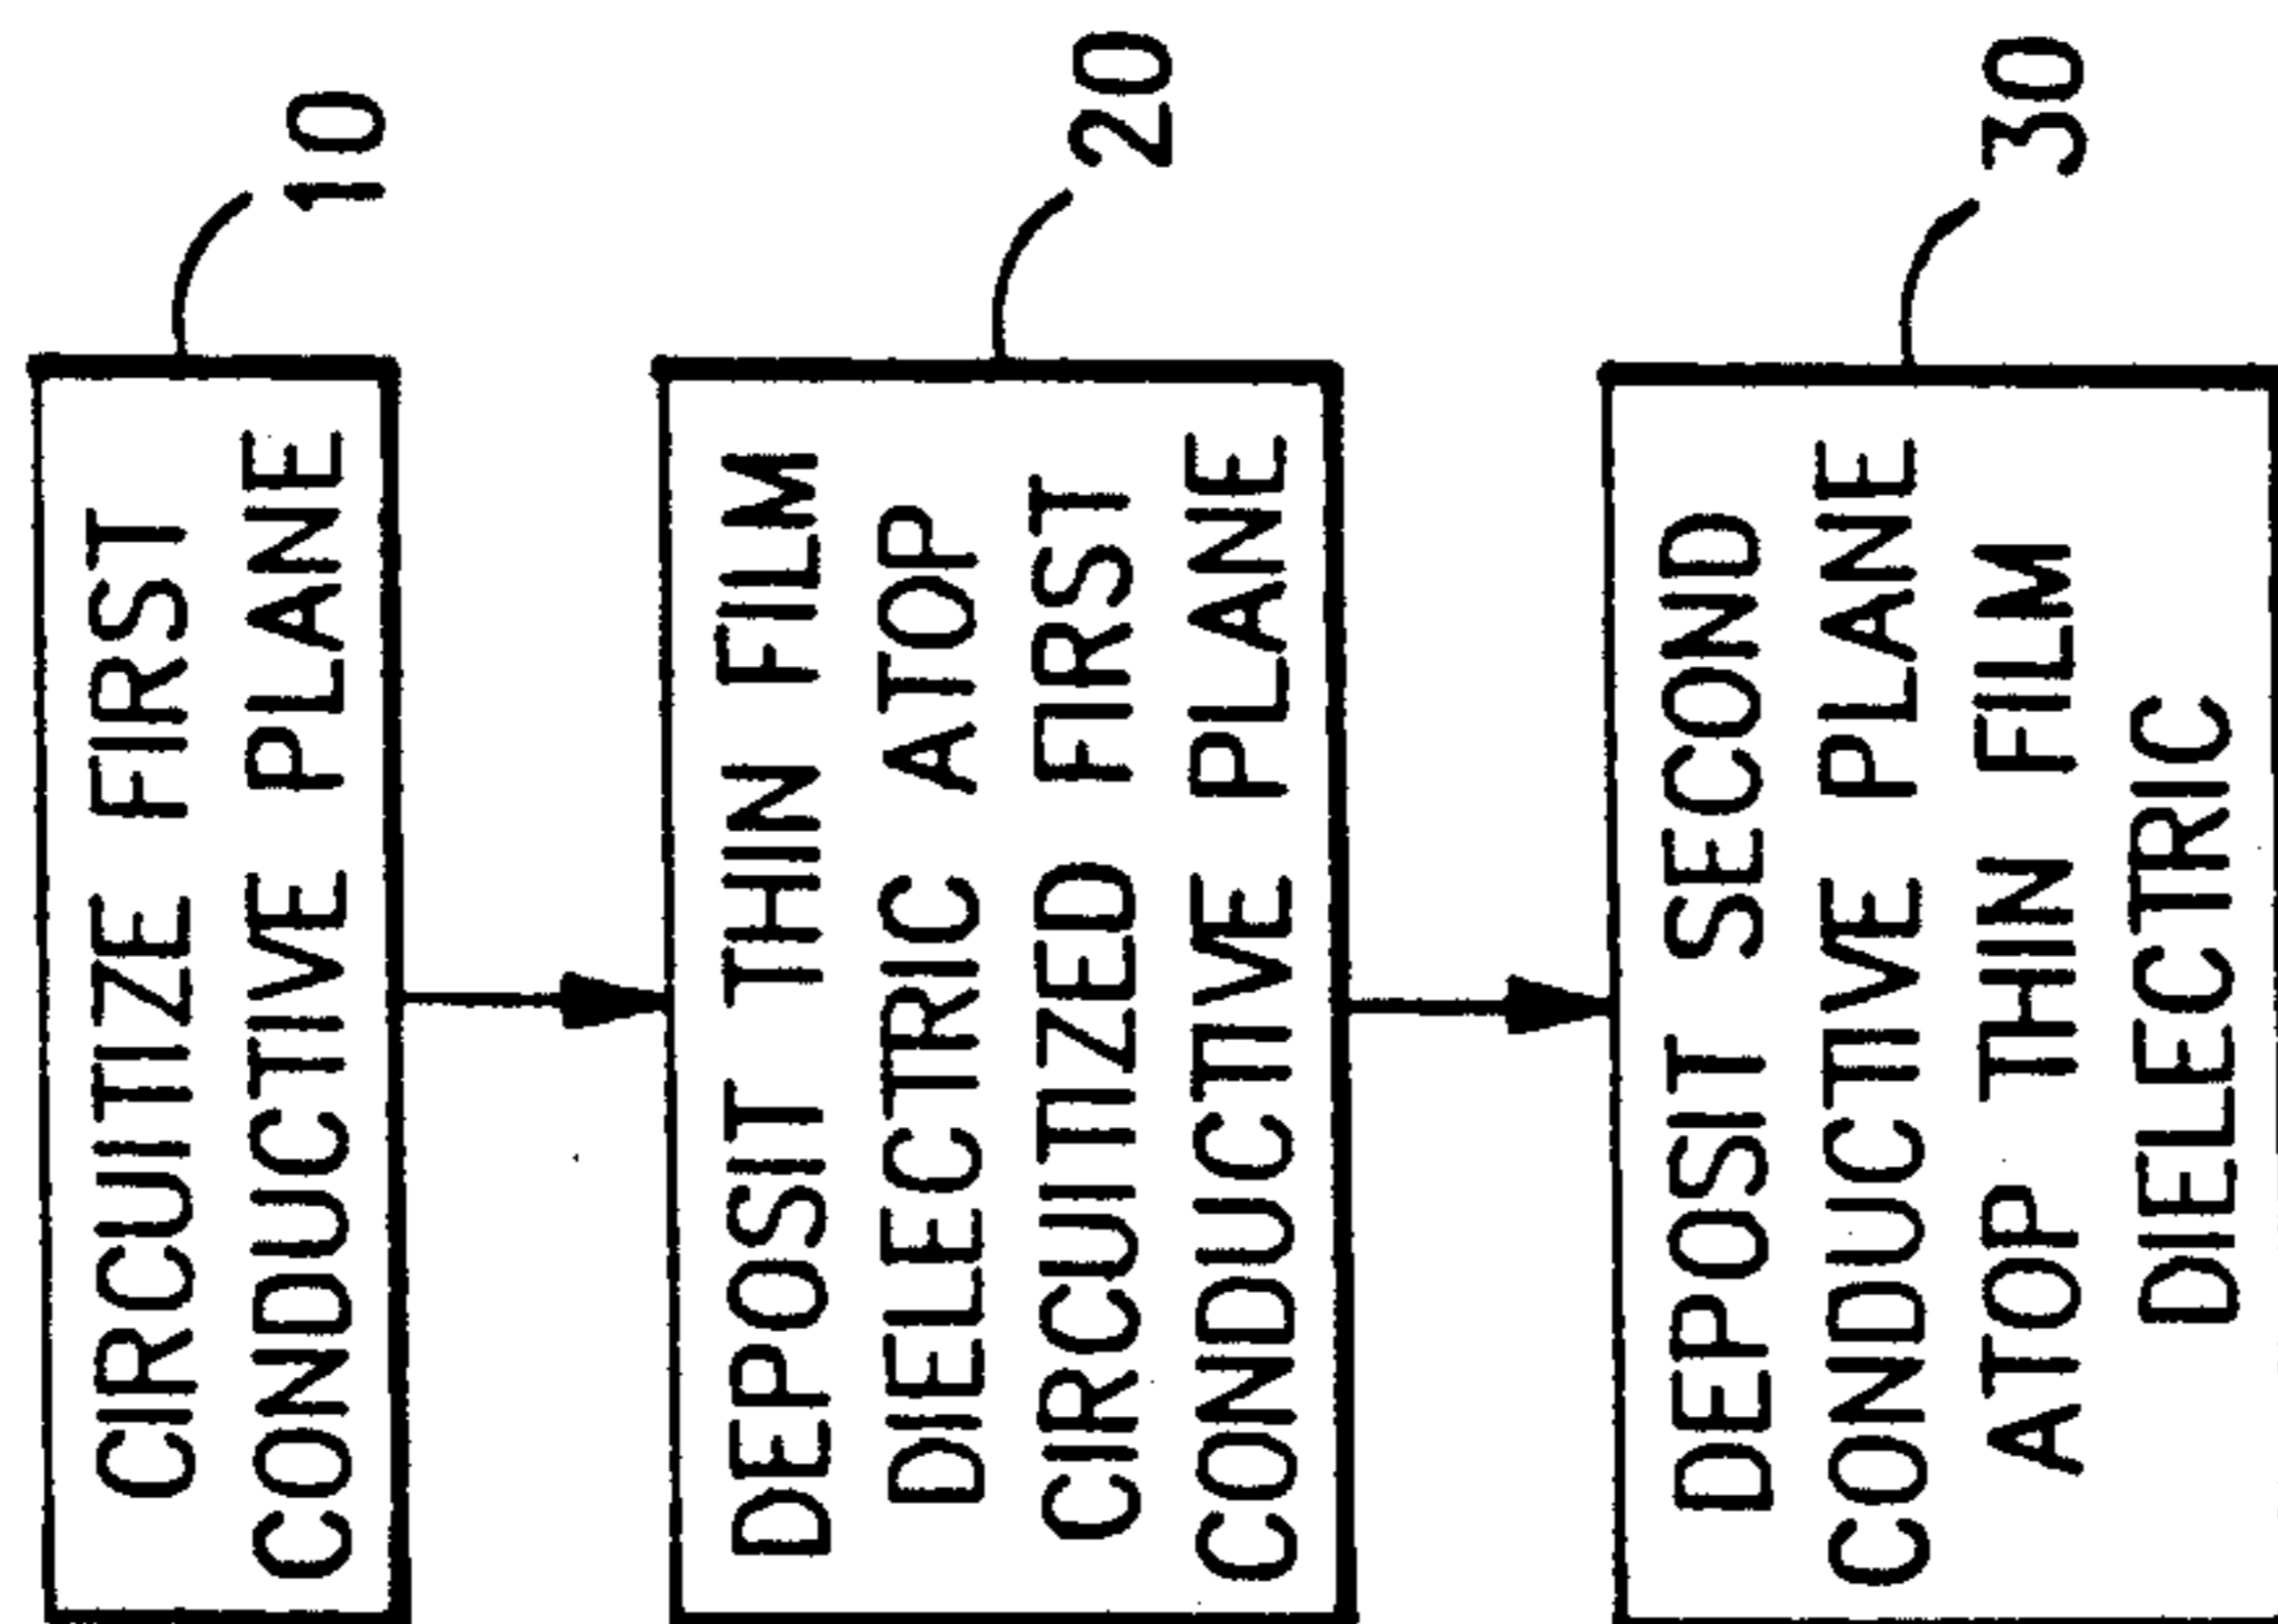 CIRCUITIZE FIRST
CONDUCTIVE PLANE
10
DEPOSIT THIN FILM
DIELECTRIC ATOP
CIRCUITIZED FIRST
CONDUCTIVE PLANE
20
DEPOSIT SECOND
CONDUCTIVE PLANE
ATOP THIN FILM
DIELECTRIC
30